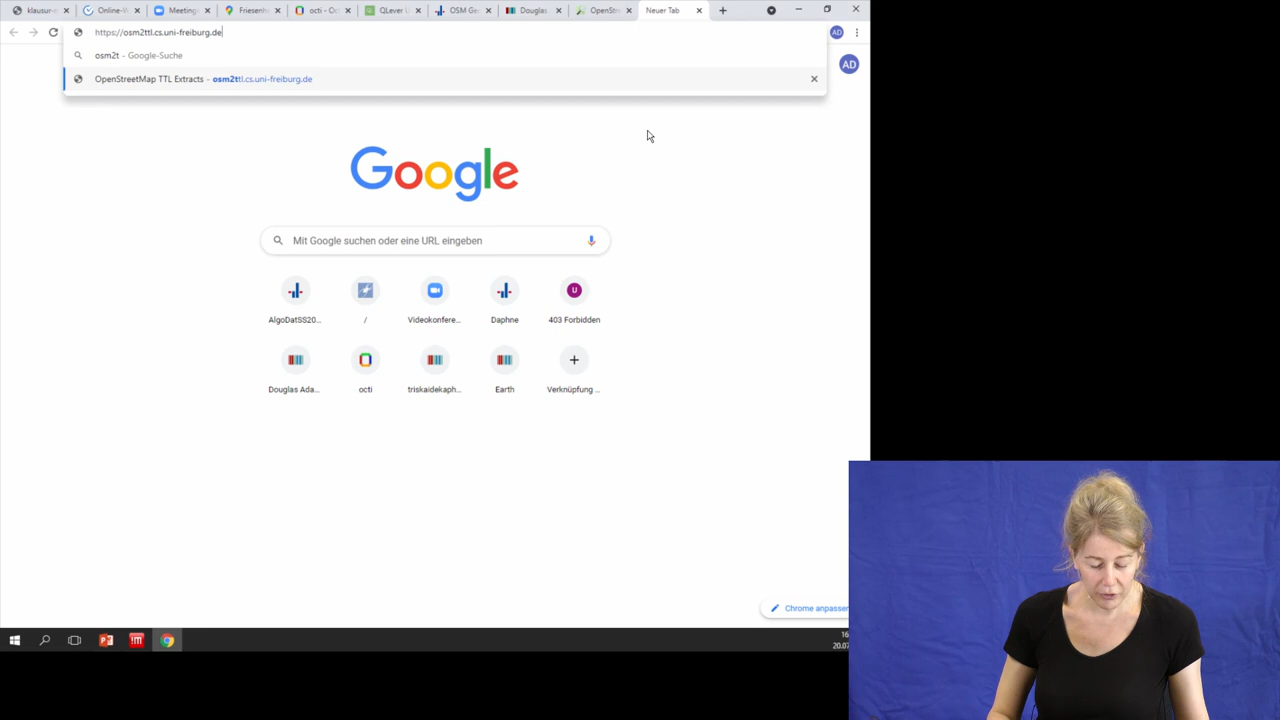 klausur-
Online-W
Meeting
Friesenh
octi - Oc
QLever U
OSM Ge
Douglas
OpenStre
Neuer Tab
https://osm2ttl.cs.uni-freiburg.de
AD
osm2t - Google-Suche
OpenStreetMap TTL Extracts - osm2ttl.cs.uni-freiburg.de
AD
Google
Mit Google suchen oder eine URL eingeben
AlgoDatSS20...
/
Videokonfere...
Daphne
U
403 Forbidden
Douglas Ada...
octi
triskaidekaph...
Earth
Verknüpfung ...
Chrome anpassen
16
20.07